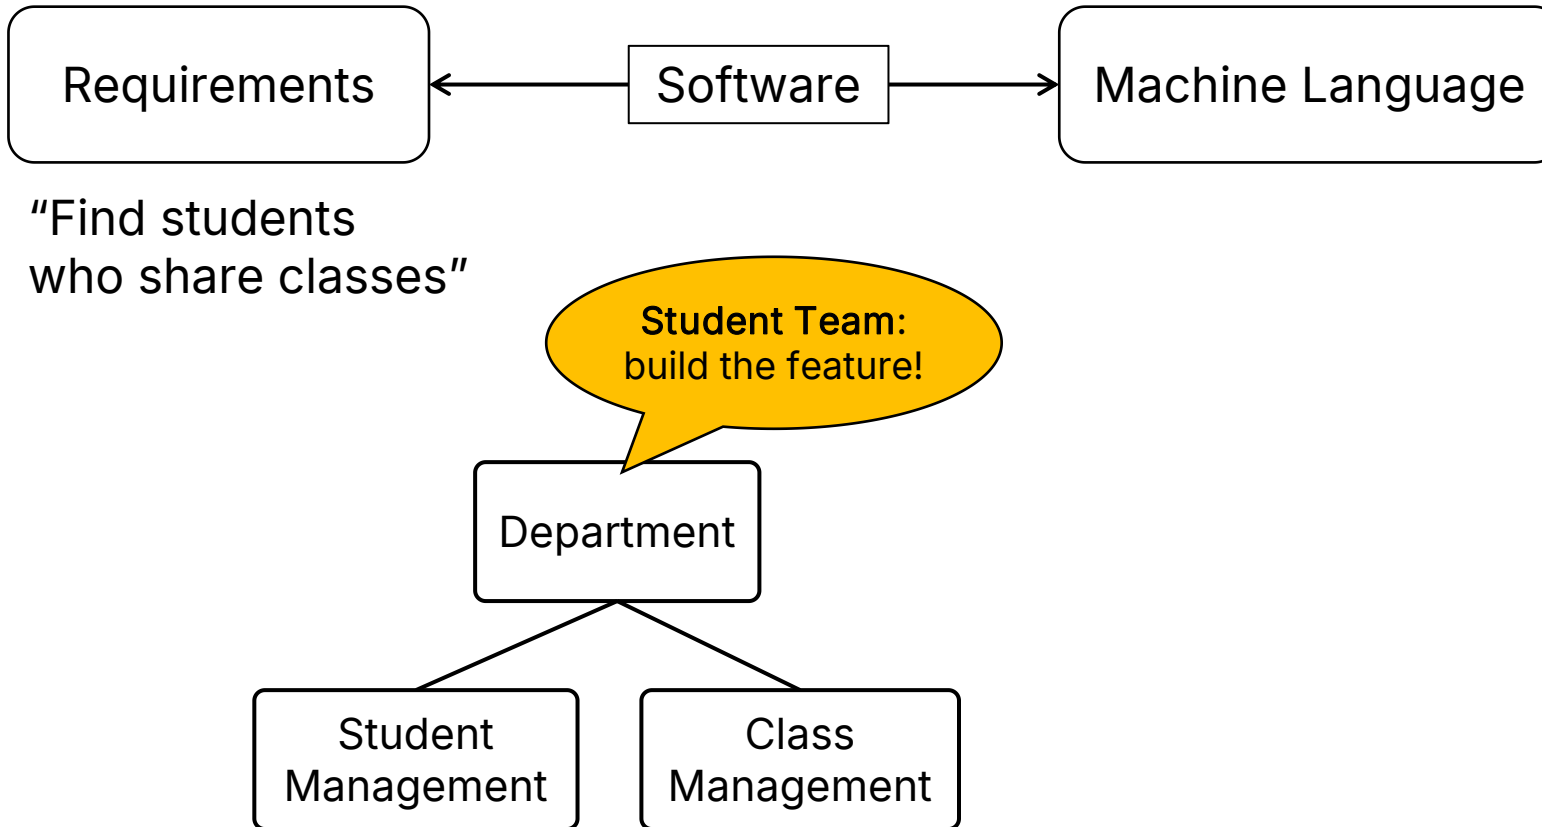 Requirements
Software
Machine Language
“Find students
who share classes”
Student Team:
build the feature!
Department
Student
Management
Class
Management